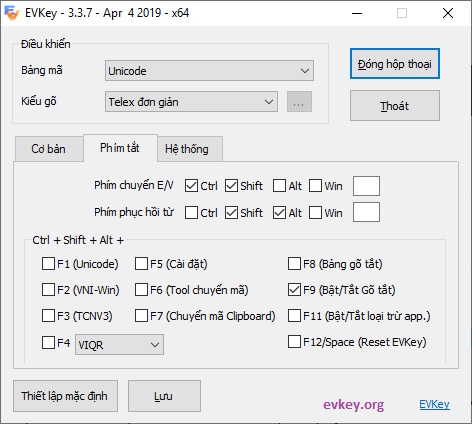 EVKey - 3.3.7 - Apr 4 2019 - x64
Điều khiển
Bảng mã
Unicode
Đóng hộp thoại
Kiểu gõ
Telex đơn giản
...
Thoát
Cơ bản
Phím tắt
Hệ thống
Phím chuyển E/V
Ctrl
Shift
Alt
Win
Phím phục hồi từ
Ctrl
Shift
Alt
Win
Ctrl + Shift + Alt +
F1 (Unicode)
F5 (Cài đặt)
F8 (Bảng gõ tắt)
F2 (VNI-Win)
F6 (Tool chuyển mã)
F9 (Bật/Tắt Gõ tắt)
F3 (TCVN3)
F7 (Chuyển mã Clipboard)
F11 (Bật/Tắt loại trừ app.)
F4
VIQR
F12/Space (Reset EVKey)
Thiết lập mặc định
Lưu
evkey.org
EVKey